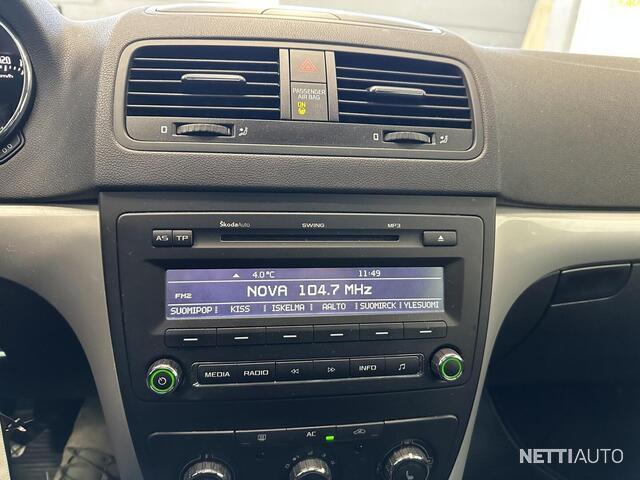 PASSENGER
AIR BAG
ON
0
0
ŠkodaAuto SWING MP3
AS TP
4.0°C 11:49
FM2 NOVA 104.7 MHz
SUOMIPOP KISS ISKELMA AALTO SUOMIRCK YLESUOMI
MEDIA RADIO INFO
AC
NETTIAUTO